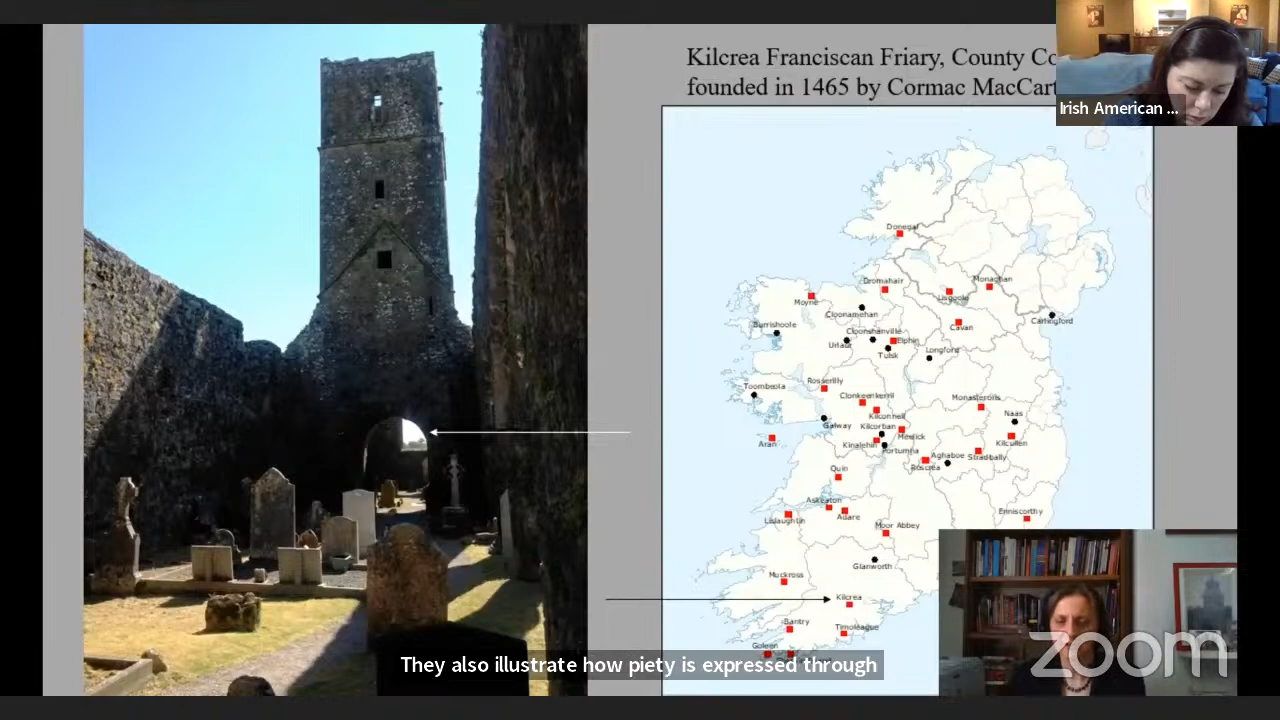 Kilcrea Franciscan Friary, County Co
founded in 1465 by Cormac MacCart
Irish American ...
Donegal
Dromahair
Monaghan
Lisgoole
Moyne
Cloonamehan
Cavan
Carlingford
Burrishoole
Cloonshanville
Urlaur
Elphin
Tulsk
Longford
Toombeola
Rosserilly
Clonkeenkerril
Monasteroris
Kilconnell
Naas
Galway
Kilcorban
Meelick
Aran
Kinalehin
Portumna
Kilcullen
Aghaboe
Stradbally
Roscrea
Quin
Askeaton
Adare
Lislaughtin
Enniscorthy
Moor Abbey
Glanworth
Muckross
Kilcrea
Bantry
Timoleague
Goleen
They also illustrate how piety is expressed through
zoom